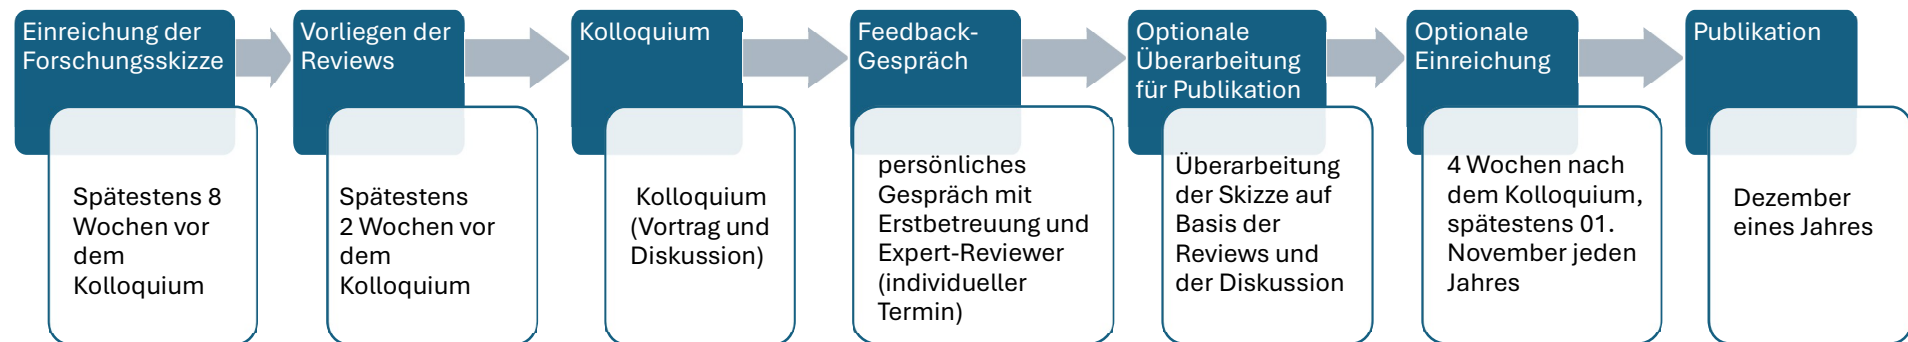 Einreichung der
Forschungsskizze
Spätestens 8
Wochen vor
dem
Kolloquium
Vorliegen der
Reviews
Spätestens
2 Wochen vor
dem
Kolloquium
Kolloquium
Kolloquium
(Vortrag und
Diskussion)
Feedback-
Gespräch
persönliches
Gespräch mit
Erstbetreuung und
Expert-Reviewer
(individueller
Termin)
Optionale
Überarbeitung
für Publikation
Überarbeitung
der Skizze auf
Basis der
Reviews und
der Diskussion
Optionale
Einreichung
4 Wochen nach
dem Kolloquium,
spätestens 01.
November jeden
Jahres
Publikation
Dezember
eines Jahres